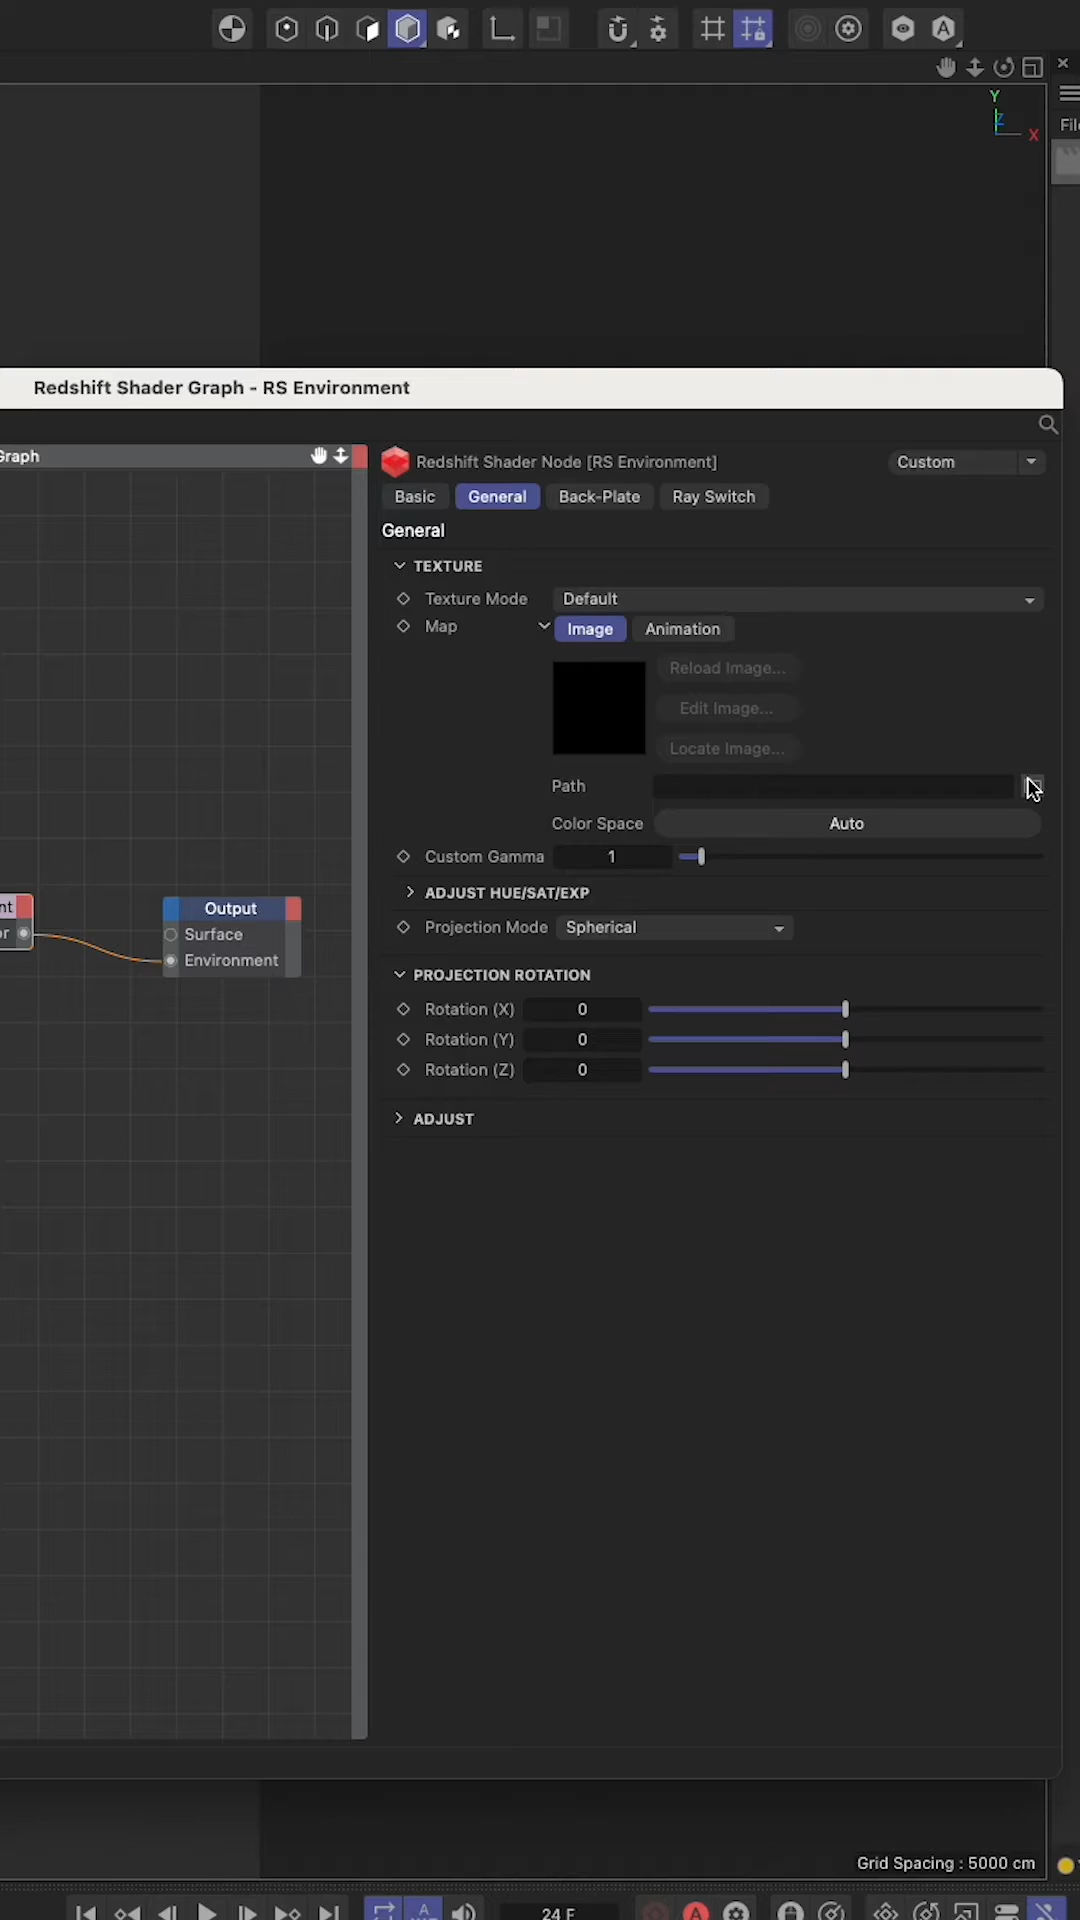 Y
Z
X
File
Redshift Shader Graph - RS Environment
Graph
Redshift Shader Node [RS Environment]
Custom
Basic
General
Back-Plate
Ray Switch
General
TEXTURE
Texture Mode
Default
Map
Image
Animation
Reload Image...
Edit Image...
Locate Image...
Path
Color Space
Auto
Custom Gamma
1
ADJUST HUE/SAT/EXP
Projection Mode
Spherical
PROJECTION ROTATION
Rotation (X)
0
Rotation (Y)
0
Rotation (Z)
0
ADJUST
nt
Output
or
Surface
Environment
Grid Spacing : 5000 cm
24 F
A
A